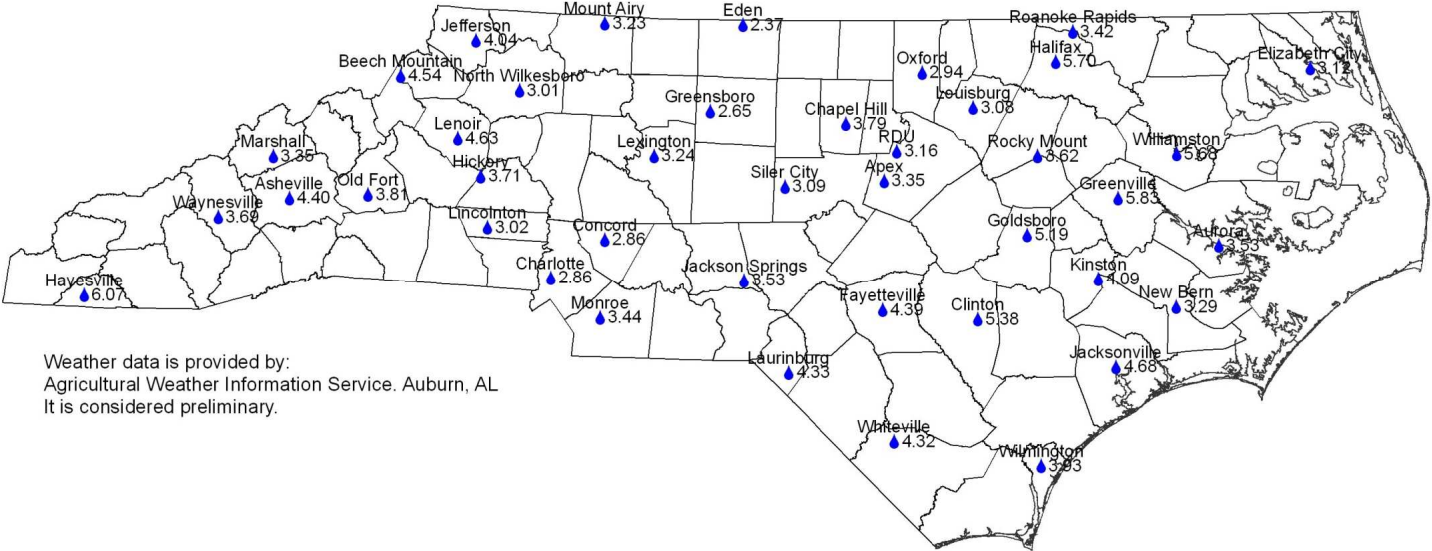 Mount Airy
3.23
Eden
2.37
Roanoke Rapids
3.42
Jefferson
4.04
Halifax
5.70
Elizabeth City
3.12
Beech Mountain
4.54
North Wilkesboro
3.01
Oxford
2.94
Greensboro
2.65
Louisburg
3.08
Chapel Hill
3.79
Lenoir
4.63
RDU
3.16
Marshall
3.35
Lexington
3.24
Rocky Mount
3.62
Williamston
5.68
Hickory
3.71
Siler City
3.09
Apex
3.35
Asheville
4.40
Old Fort
3.81
Greenville
5.83
Waynesville
3.69
Lincolnton
3.02
Concord
2.86
Goldsboro
5.19
Aurora
3.53
Hayesville
6.07
Charlotte
2.86
Jackson Springs
3.53
Kinston
4.09
New Bern
3.29
Monroe
3.44
Fayetteville
4.39
Clinton
5.38
Laurinburg
4.33
Jacksonville
4.68
Weather data is provided by:
Agricultural Weather Information Service. Auburn, AL
It is considered preliminary.
Whiteville
4.32
Wilmington
3.93